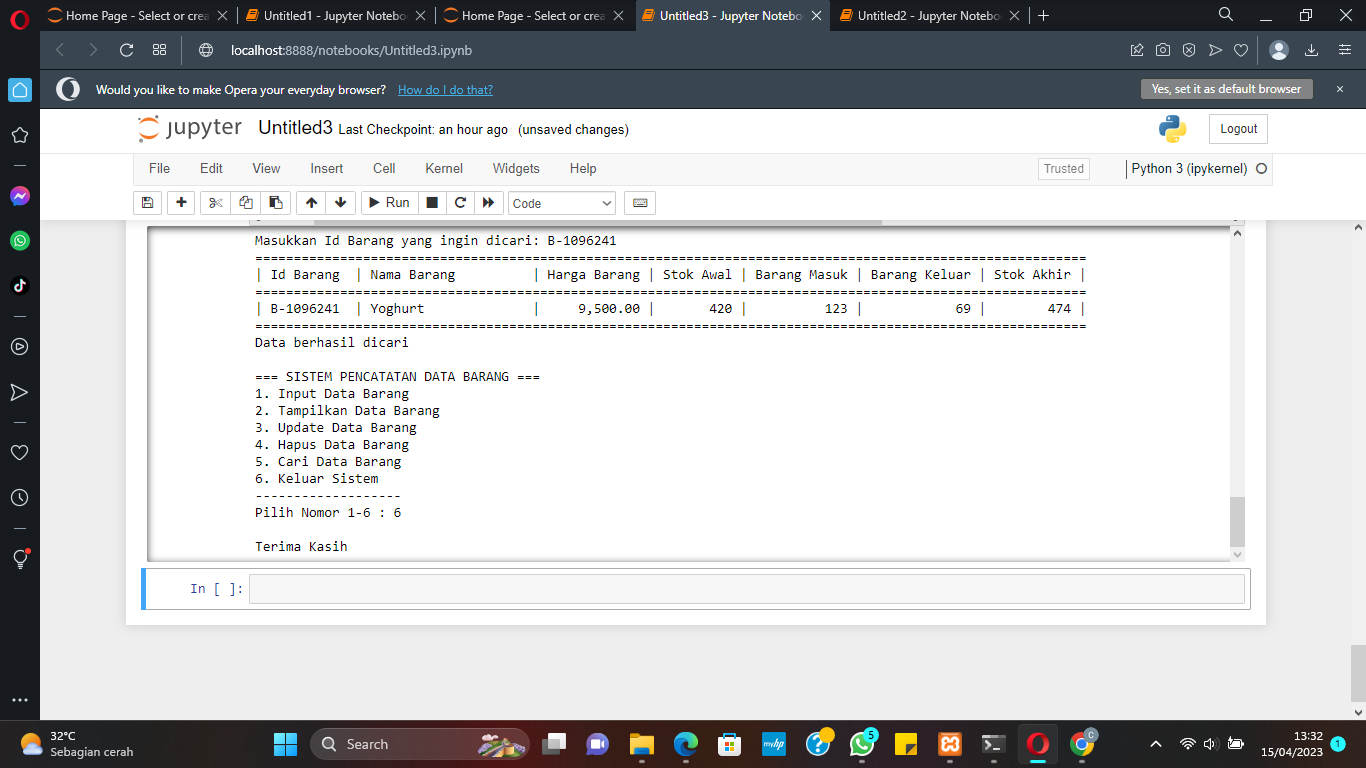 Home Page - Select or crea
Untitled1 - Jupyter Notebo
Home Page - Select or crea
Untitled3 - Jupyter Notebo
Untitled2 - Jupyter Notebo
localhost:8888/notebooks/Untitled3.ipynb
Would you like to make Opera your everyday browser? How do I do that? Yes, set it as default browser
jupyter Untitled3 Last Checkpoint: an hour ago (unsaved changes) Logout
File Edit View Insert Cell Kernel Widgets Help Trusted Python 3 (ipykernel)
Run Code
Masukkan Id Barang yang ingin dicari: B-1096241
============================================================================================================
| Id Barang | Nama Barang | Harga Barang | Stok Awal | Barang Masuk | Barang Keluar | Stok Akhir |
============================================================================================================
| B-1096241 | Yoghurt | 9,500.00 | 420 | 123 | 69 | 474 |
============================================================================================================
Data berhasil dicari
=== SISTEM PENCATATAN DATA BARANG ===
1. Input Data Barang
2. Tampilkan Data Barang
3. Update Data Barang
4. Hapus Data Barang
5. Cari Data Barang
6. Keluar Sistem
-------------------
Pilih Nomor 1-6 : 6
Terima Kasih
In [ ]:
32°C
Sebagian cerah
Search
myhp
5
C
13:32
15/04/2023
1